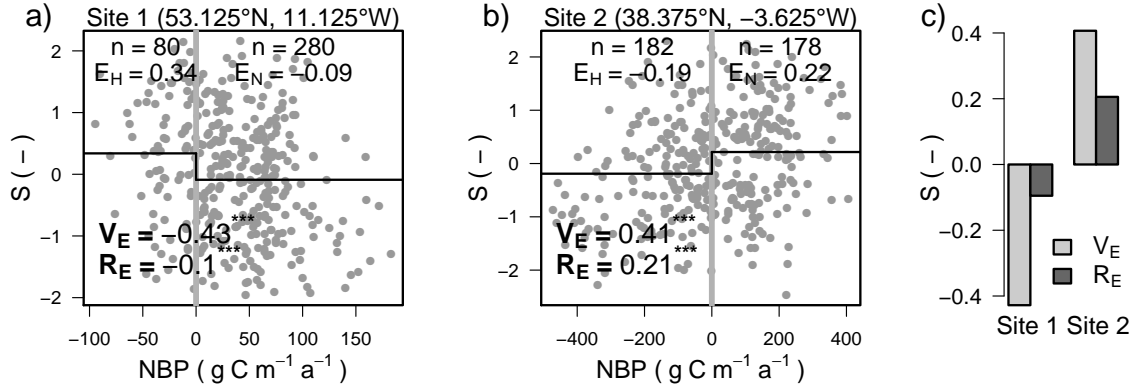 a)
Site 1 (53.125°N, 11.125°W)
n = 80
n = 280
E_H = 0.34
E_N = −0.09
S (−)
2
1
0
−1
−2
V_E = −0.43***
R_E = −0.1***
−100
−50
0
50
100
150
NBP ( g C m⁻¹ a⁻¹)
b)
Site 2 (38.375°N, −3.625°W)
n = 182
n = 178
E_H = −0.19
E_N = 0.22
S (−)
2
1
0
−1
−2
V_E = 0.41***
R_E = 0.21***
−400
−200
0
200
400
NBP ( g C m⁻¹ a⁻¹)
c)
S (−)
0.4
0.2
0.0
−0.2
−0.4
V_E
R_E
Site 1
Site 2